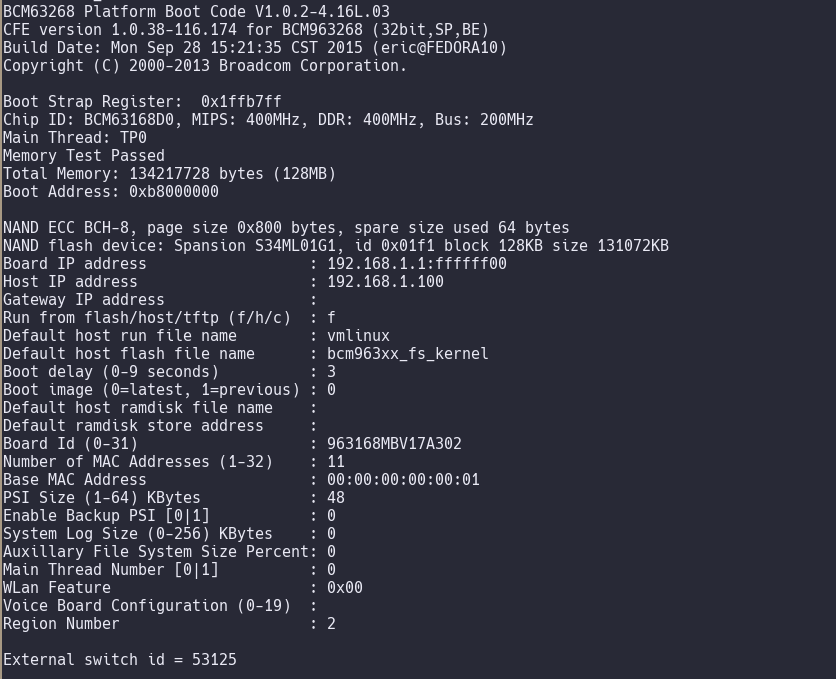 BCM63268 Platform Boot Code V1.0.2-4.16L.03
CFE version 1.0.38-116.174 for BCM963268 (32bit,SP,BE)
Build Date: Mon Sep 28 15:21:35 CST 2015 (eric@FEDORA10)
Copyright (C) 2000-2013 Broadcom Corporation.

Boot Strap Register:  0x1ffb7ff
Chip ID: BCM63168D0, MIPS: 400MHz, DDR: 400MHz, Bus: 200MHz
Main Thread: TP0
Memory Test Passed
Total Memory: 134217728 bytes (128MB)
Boot Address: 0xb8000000

NAND ECC BCH-8, page size 0x800 bytes, spare size used 64 bytes
NAND flash device: Spansion S34ML01G1, id 0x01f1 block 128KB size 131072KB
Board IP address                  : 192.168.1.1:ffffff00
Host IP address                   : 192.168.1.100
Gateway IP address                :
Run from flash/host/tftp (f/h/c)  : f
Default host run file name        : vmlinux
Default host flash file name      : bcm963xx_fs_kernel
Boot delay (0-9 seconds)          : 3
Boot image (0=latest, 1=previous) : 0
Default host ramdisk file name    :
Default ramdisk store address     :
Board Id (0-31)                   : 963168MBV17A302
Number of MAC Addresses (1-32)    : 11
Base MAC Address                  : 00:00:00:00:00:01
PSI Size (1-64) KBytes            : 48
Enable Backup PSI [0|1]           : 0
System Log Size (0-256) KBytes    : 0
Auxillary File System Size Percent: 0
Main Thread Number [0|1]          : 0
WLan Feature                      : 0x00
Voice Board Configuration (0-19)  :
Region Number                     : 2

External switch id = 53125